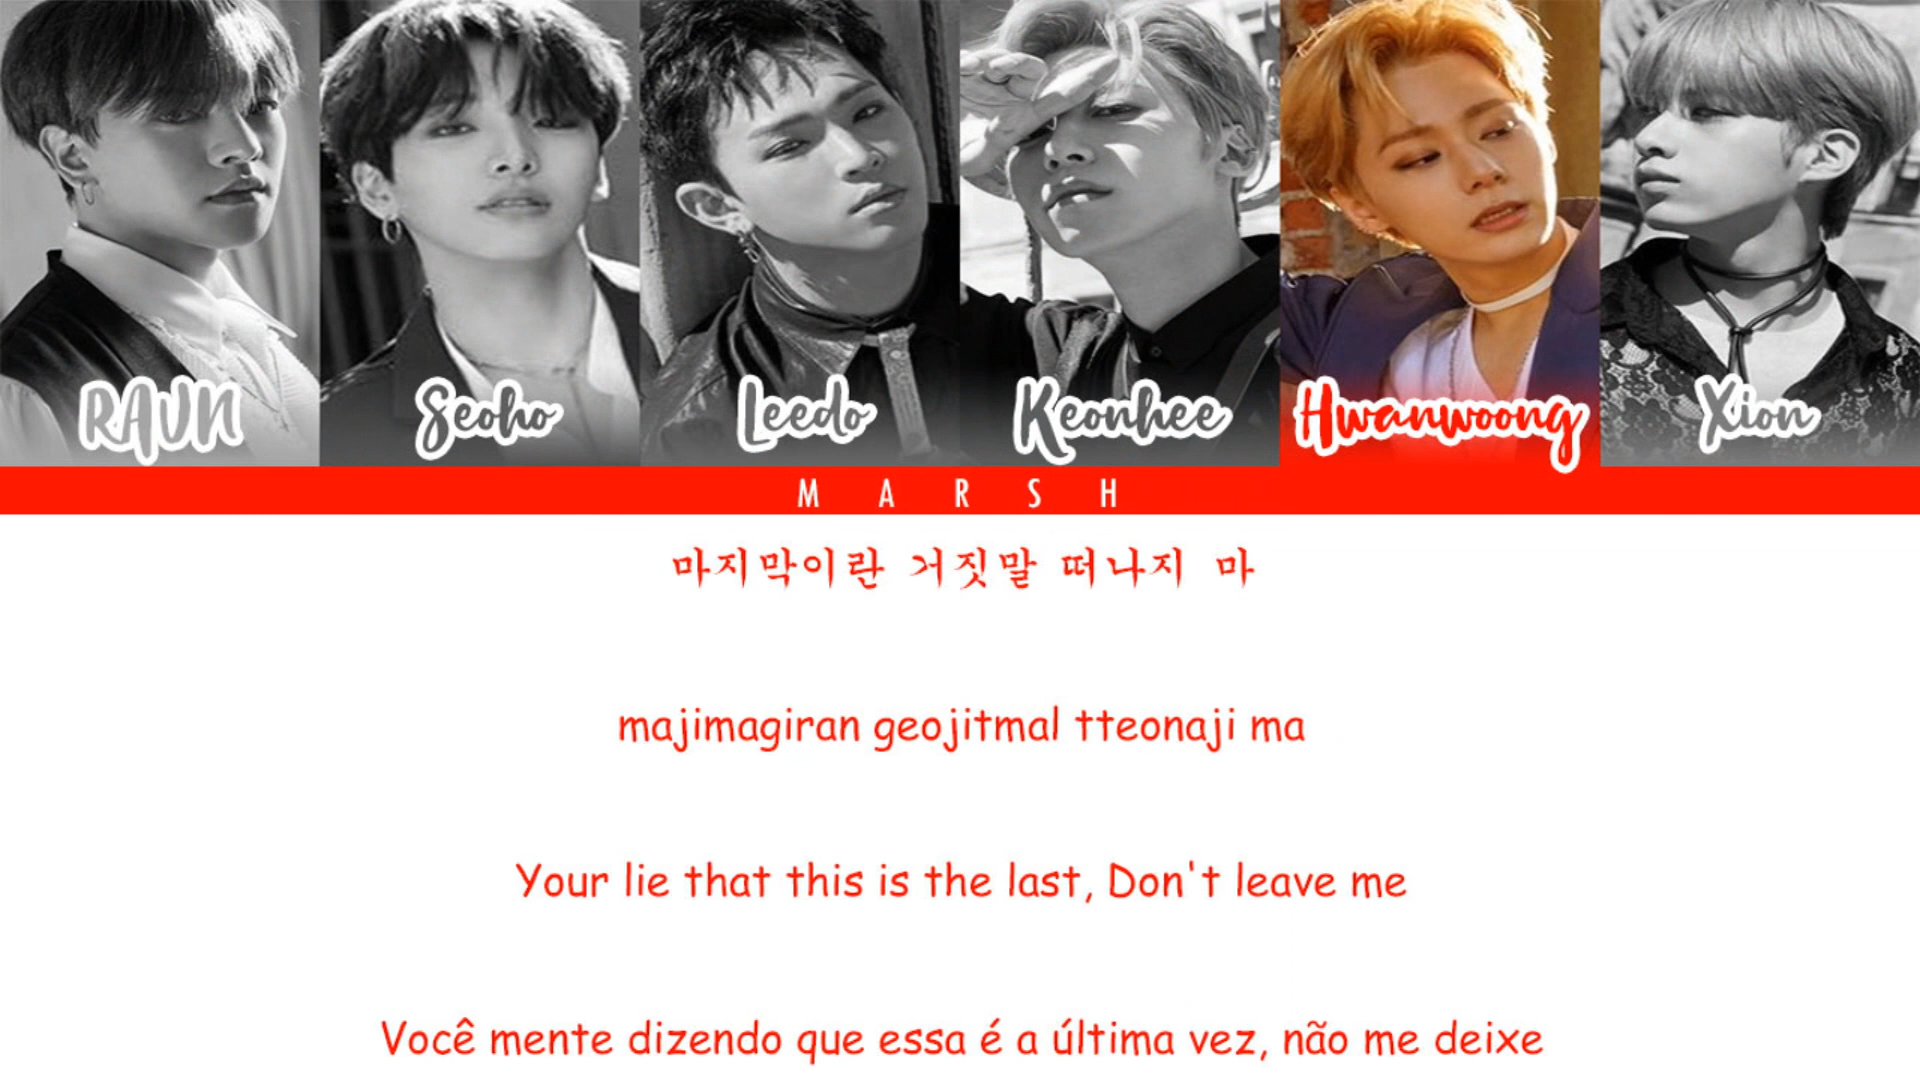 RAVN
Seoho
Leedo
Keonhee
Hwanwoong
Xion
MARSH
마지막이란 거짓말 떠나지 마
majimagiran geojitmal tteonaji ma
Your lie that this is the last, Don't leave me
Você mente dizendo que essa é a última vez, não me deixe